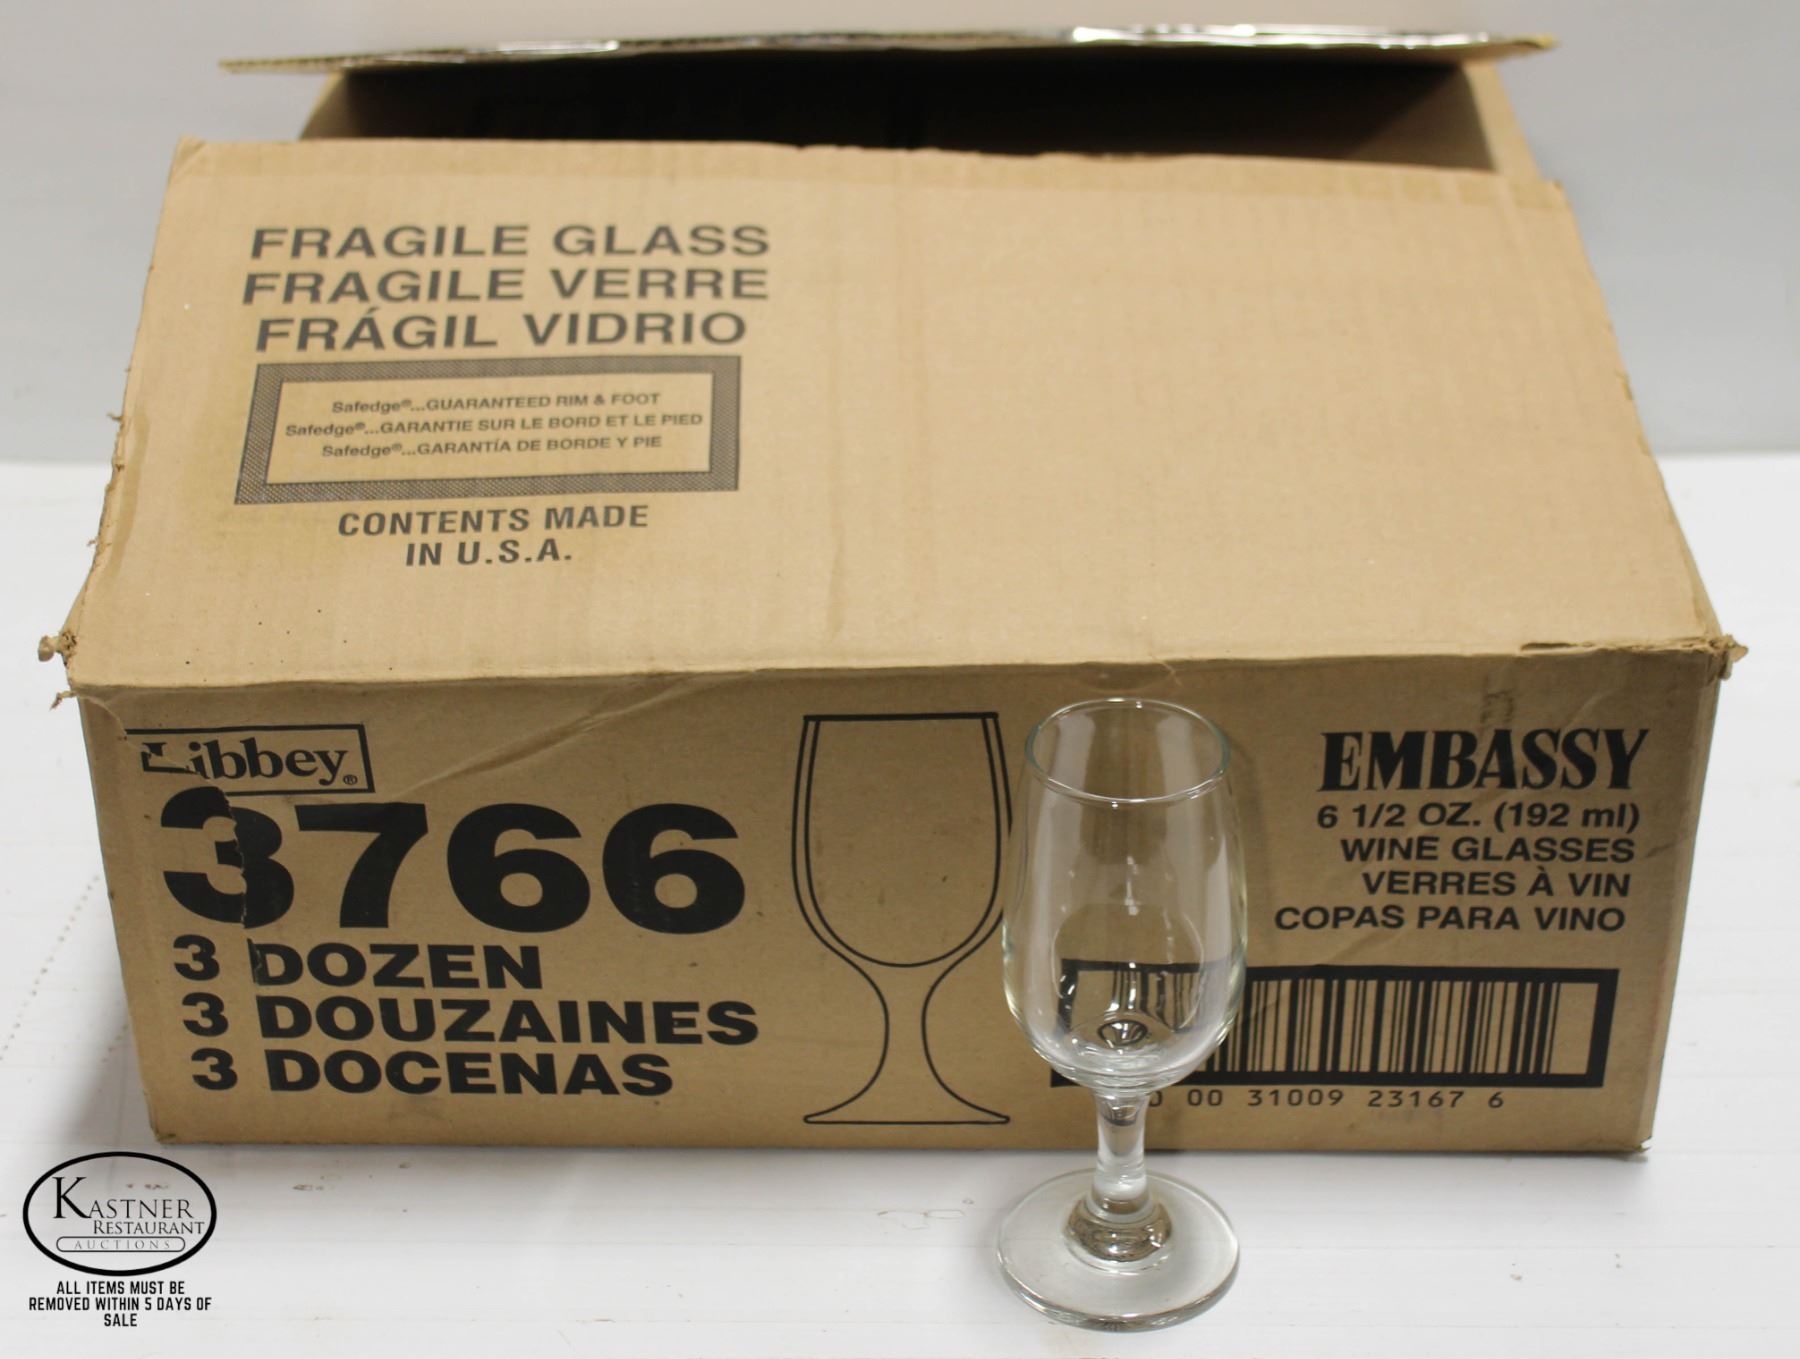 FRAGILE GLASS
FRAGILE VERRE
FRÁGIL VIDRIO
Safedge®...GUARANTEED RIM & FOOT
Safedge®...GARANTIE SUR LE BORD ET LE PIED
Safedge®...GARANTÍA DE BORDE Y PIE
CONTENTS MADE
IN U.S.A.
Libbey®
3766
3 DOZEN
3 DOUZAINES
3 DOCENAS
EMBASSY
6 1/2 OZ. (192 ml)
WINE GLASSES
VERRES À VIN
COPAS PARA VINO
0 00 31009 23167 6
KASTNER
RESTAURANT
AUCTIONS
ALL ITEMS MUST BE
REMOVED WITHIN 5 DAYS OF
SALE